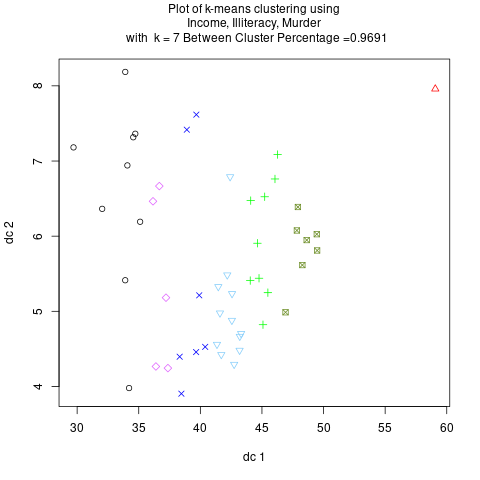 Plot of k-means clustering using
Income, Illiteracy, Murder
with  k = 7 Between Cluster Percentage =0.9691
8
7
6
5
4
dc 2
30 35 40 45 50 55 60
dc 1